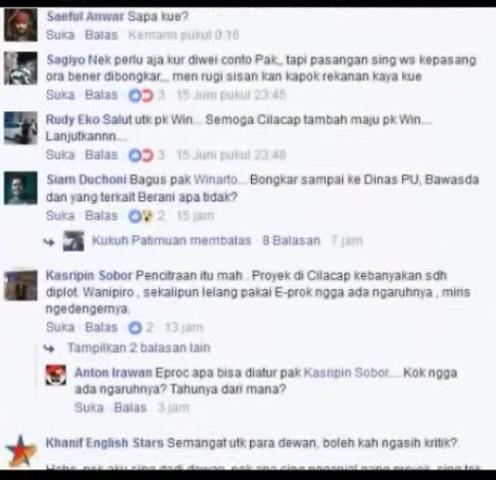 Saeful Anwar Sapa kue?
Suka · Balas · Kemarin pukul 0:16
Sagiyo Nek perlu aja kur diwei conto Pak,, tapi pasangan sing ws kepasang
ora bener dibongkar,,, men rugi sisan kan kapok rekanan kaya kue
Suka · Balas · 3 · 15 Juni pukul 23:45
Rudy Eko Salut utk pk Win... Semoga Cilacap tambah maju pk Win....
Lanjutkannn....
Suka · Balas · 3 · 15 Juni pukul 23:48
Siam Duchoni Bagus pak Winarto... Bongkar sampai ke Dinas PU, Bawasda
dan yang terkait Berani apa tidak?
Suka · Balas · 2 · 15 jam
Kukuh Patimuan membalas · 8 Balasan · 7 jam
Kasripin Sobor Pencitraan itu mah . Proyek di Cilacap kebanyakan sdh
diplot. Wanipiro , sekalipun lelang pakai E-prok ngga ada ngaruhnya , miris
ngedengernya.
Suka · Balas · 2 · 13 jam
Tampilkan 2 balasan lain
Anton Irawan Eproc apa bisa diatur pak Kasripin Sobor.... Kok ngga
ada ngaruhnya? Tahunya dari mana?
Suka · Balas · 3 jam
Khanif English Stars Semangat utk para dewan, boleh kah ngasih kritik?